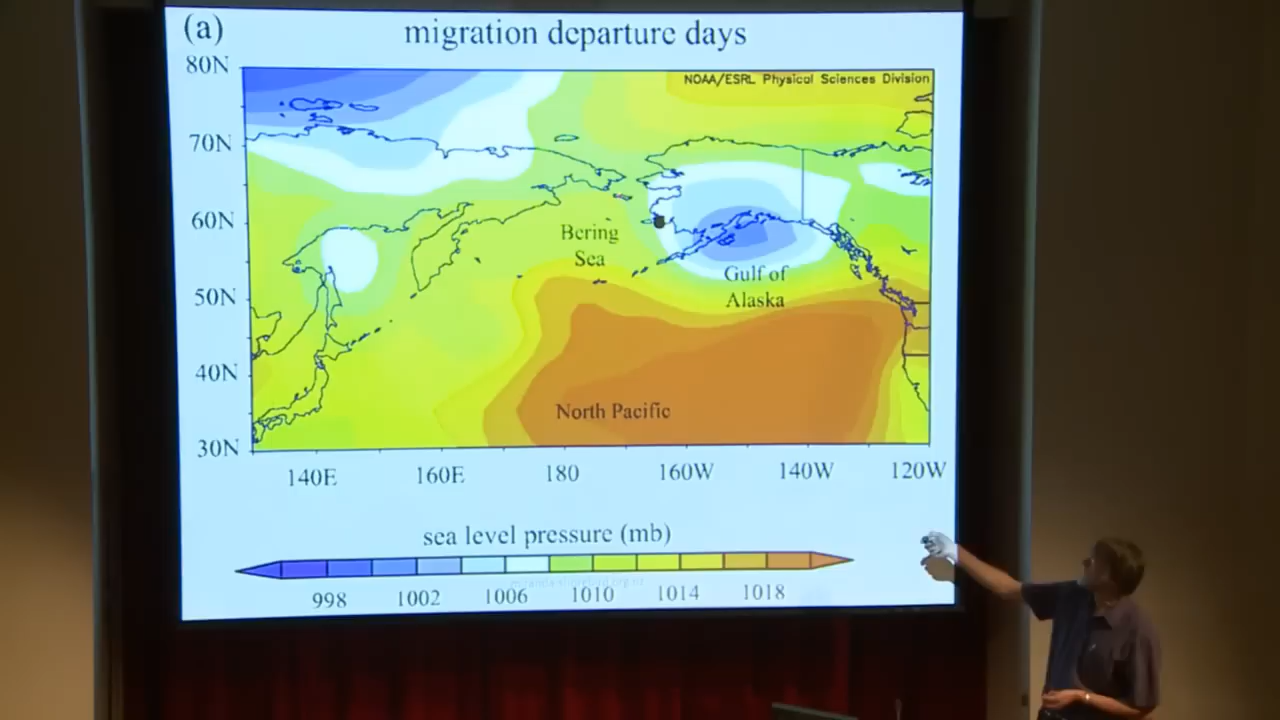 (a)
migration departure days
80N
NOAA/ESRL Physical Sciences Division
70N
60N
Bering
Sea
Gulf of
Alaska
50N
40N
North Pacific
30N
140E 160E 180 160W 140W 120W
sea level pressure (mb)
998 1002 1006 1010 1014 1018